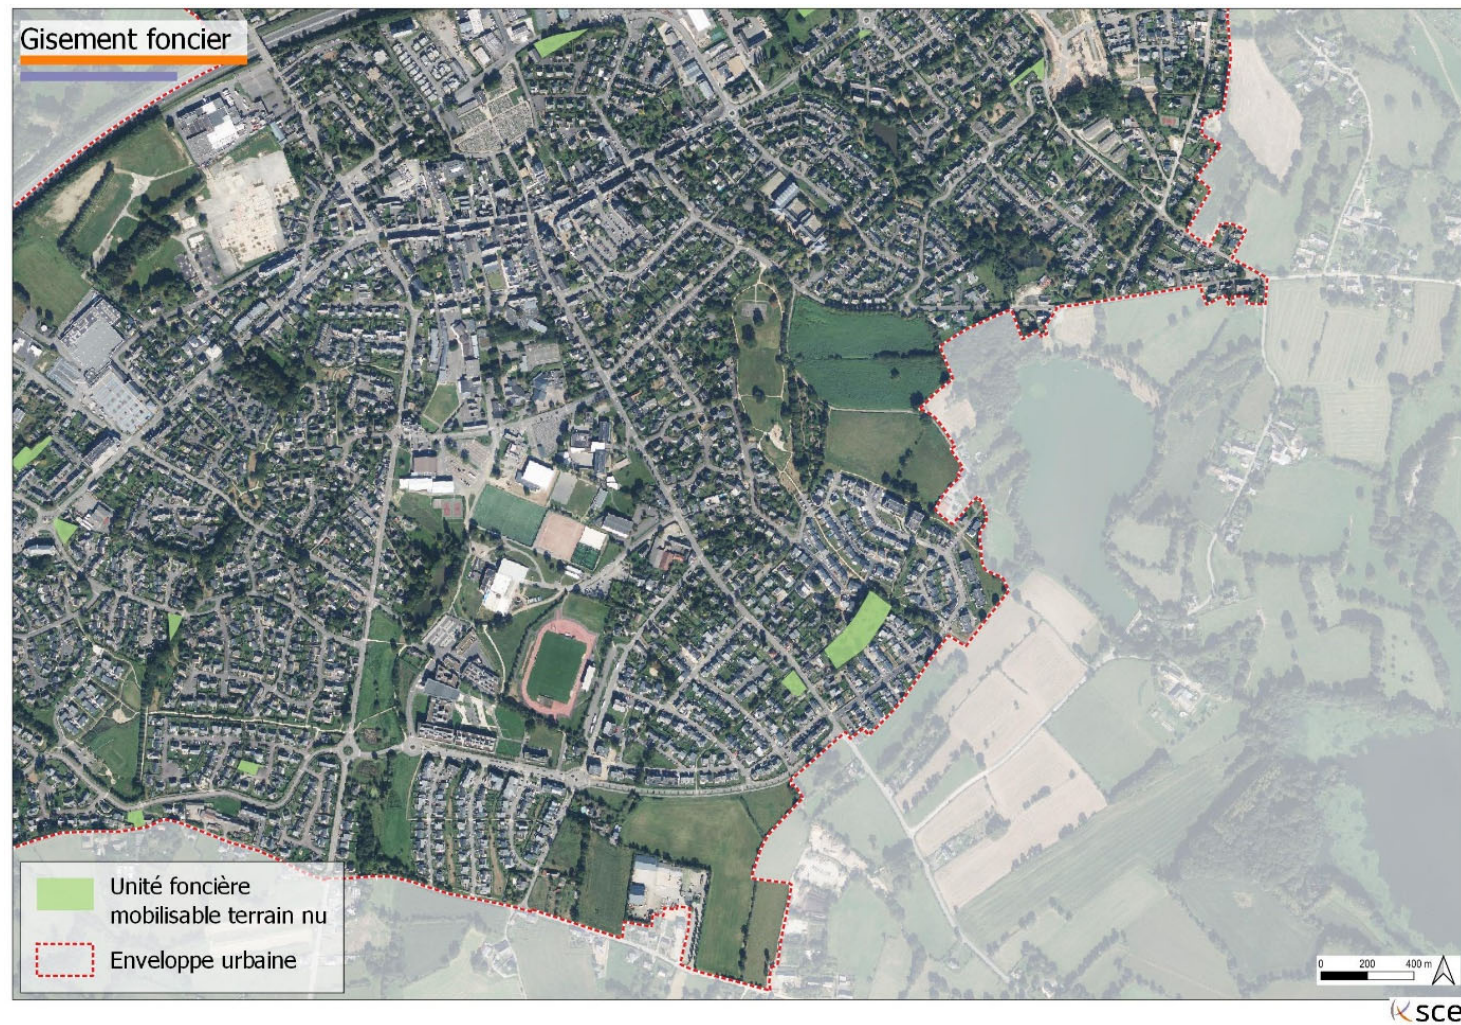 Gisement foncier
Unité foncière
mobilisable terrain nu
Enveloppe urbaine
0 200 400 m
sce